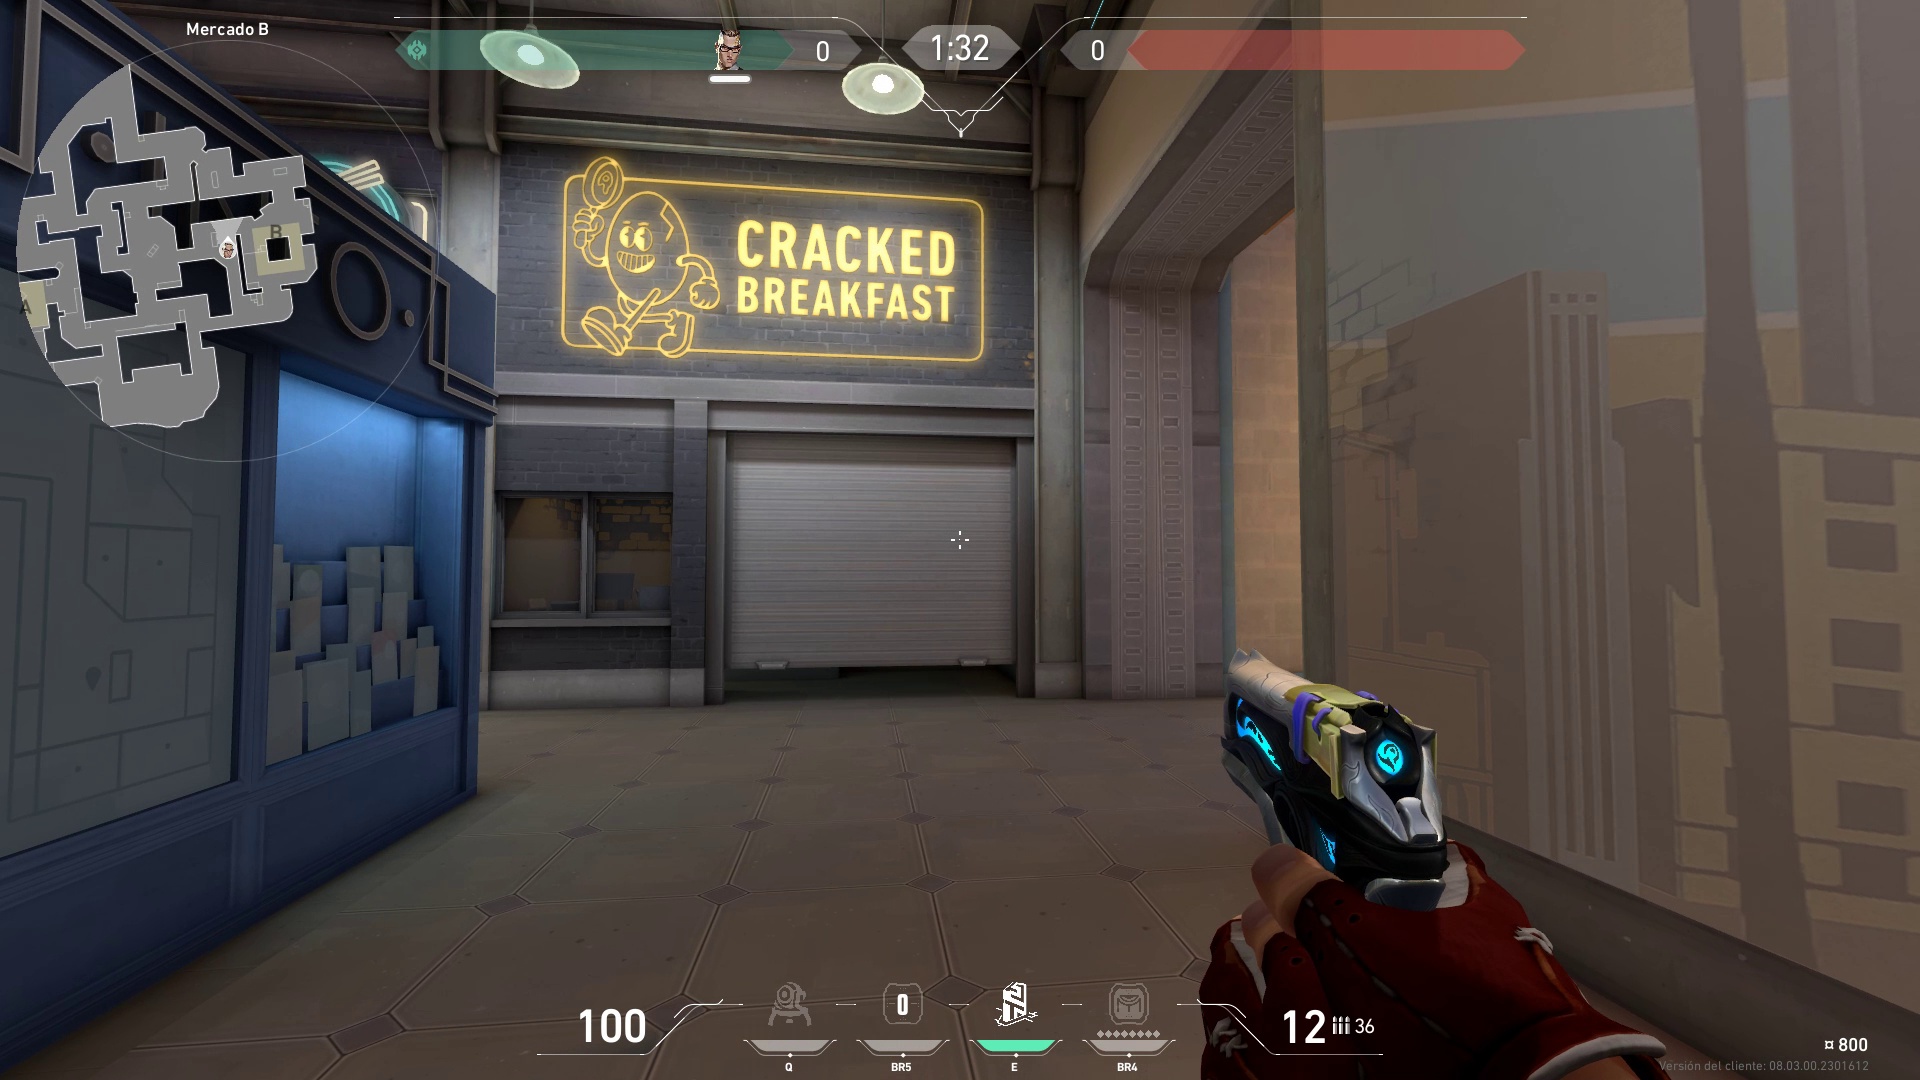 Mercado B
0
1:32
0
B
A
CRACKED
BREAKFAST
100
0
12
36
Q
BR5
E
BR4
¤ 800
Versión del cliente: 08.03.00.2301612